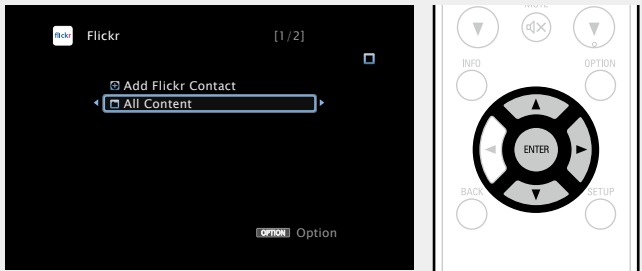 flickr
Flickr
[1/2]
Add Flickr Contact
All Content
OPTION Option
MUTE
INFO
OPTION
ENTER
BACK
SETUP